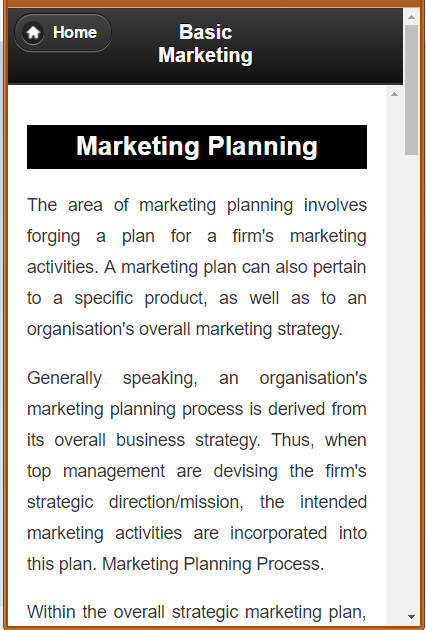 Home
Basic
Marketing
Marketing Planning
The area of marketing planning involves
forging a plan for a firm's marketing
activities. A marketing plan can also pertain
to a specific product, as well as to an
organisation's overall marketing strategy.
Generally speaking, an organisation's
marketing planning process is derived from
its overall business strategy. Thus, when
top management are devising the firm's
strategic direction/mission, the intended
marketing activities are incorporated into
this plan. Marketing Planning Process.
Within the overall strategic marketing plan,